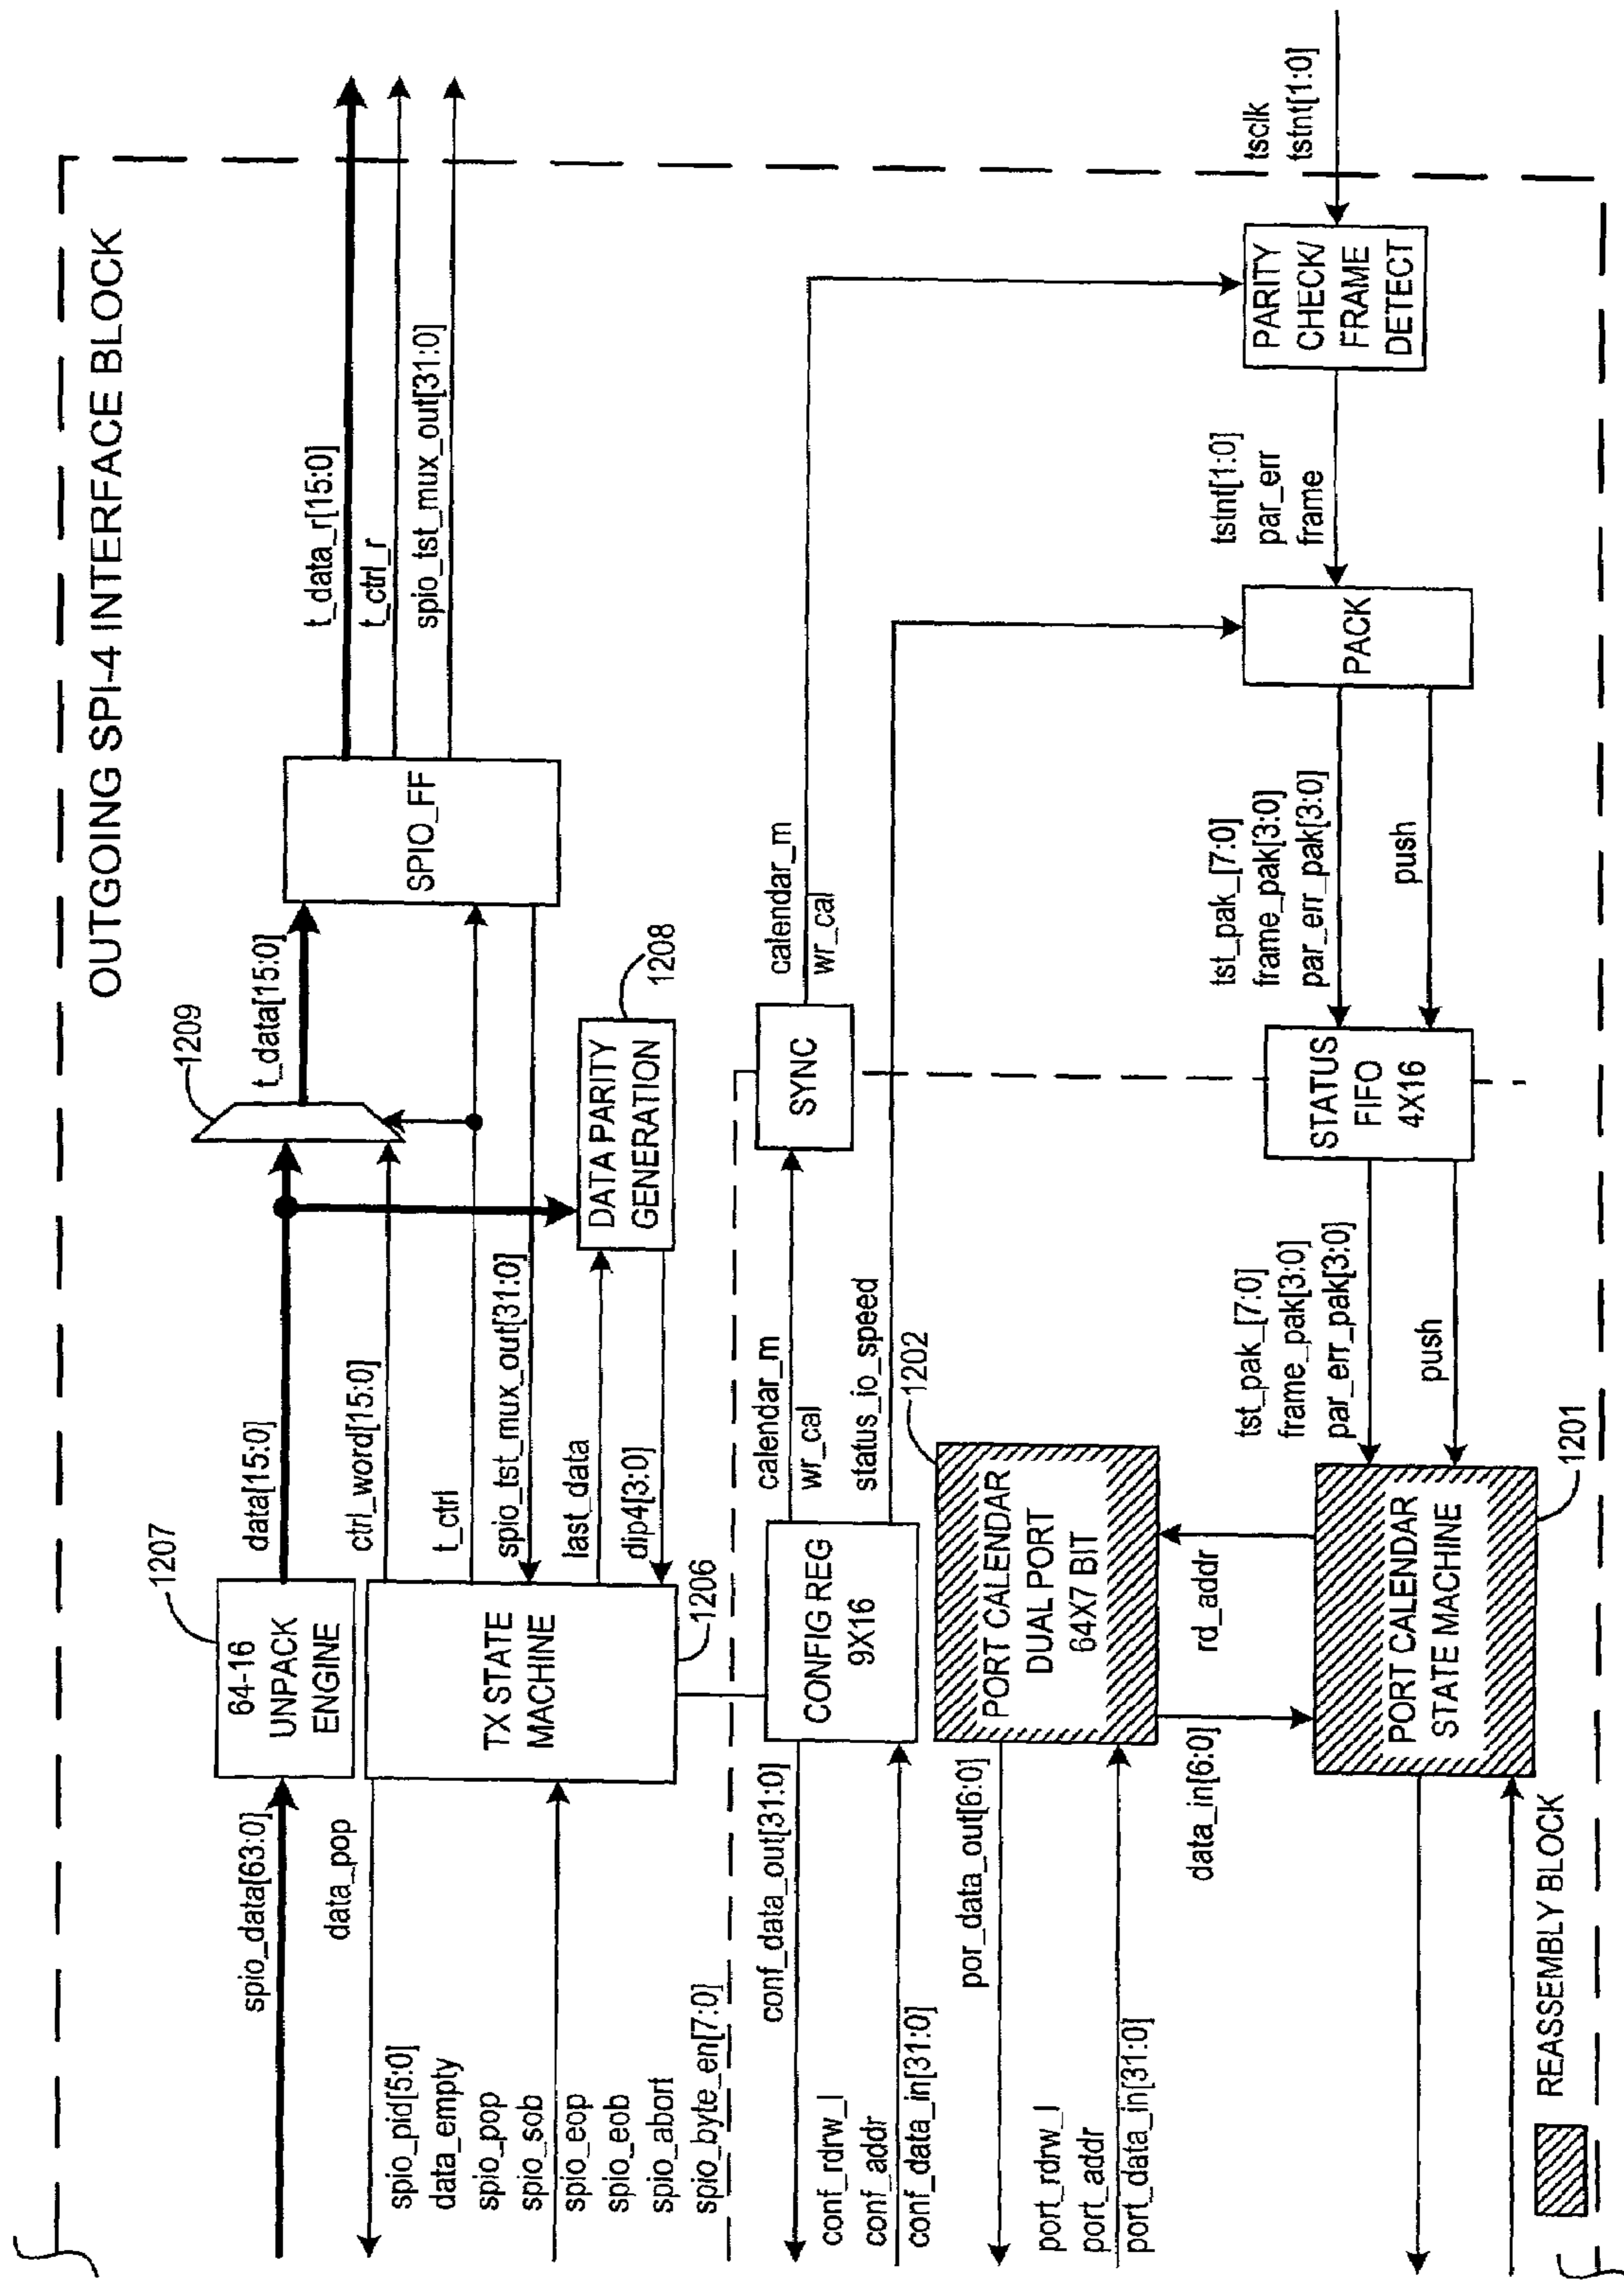 OUTGOING SPI-4 INTERFACE BLOCK
1207
64-16
UNPACK
ENGINE
spio_data[63:0]
data[15:0]
1209
t_data[15:0]
SPIO_FF
t_data_r[15:0]
t_ctrl_r
spio_tst_mux_out[31:0]
data_pop
spio_pid[5:0]
data_empty
spio_pop
spio_sob
spio_eop
spio_eob
spio_abort
spio_byte_en[7:0]
TX STATE
MACHINE
1206
ctrl_word[15:0]
t_ctrl
spio_tst_mux_out[31:0]
last_data
dip4[3:0]
DATA PARITY
GENERATION
1208
conf_data_out[31:0]
conf_rdrw_l
conf_addr
conf_data_in[31:0]
CONFIG REG
9X16
calendar_m
wr_cal
status_io_speed
SYNC
calendar_m
wr_cal
1202
PORT CALENDAR
DUAL PORT
64X7 BIT
por_data_out[6:0]
port_rdrw_l
port_addr
port_data_in[31:0]
data_in[6:0]
rd_addr
PORT CALENDAR
STATE MACHINE
1201
tst_pak_[7:0]
frame_pak[3:0]
par_err_pak[3:0]
push
STATUS
FIFO
4X16
tst_pak_[7:0]
frame_pak[3:0]
par_err_pak[3:0]
push
PACK
tstnt[1:0]
par_err
frame
PARITY
CHECK/
FRAME
DETECT
tsclk
tstnt[1:0]
REASSEMBLY BLOCK